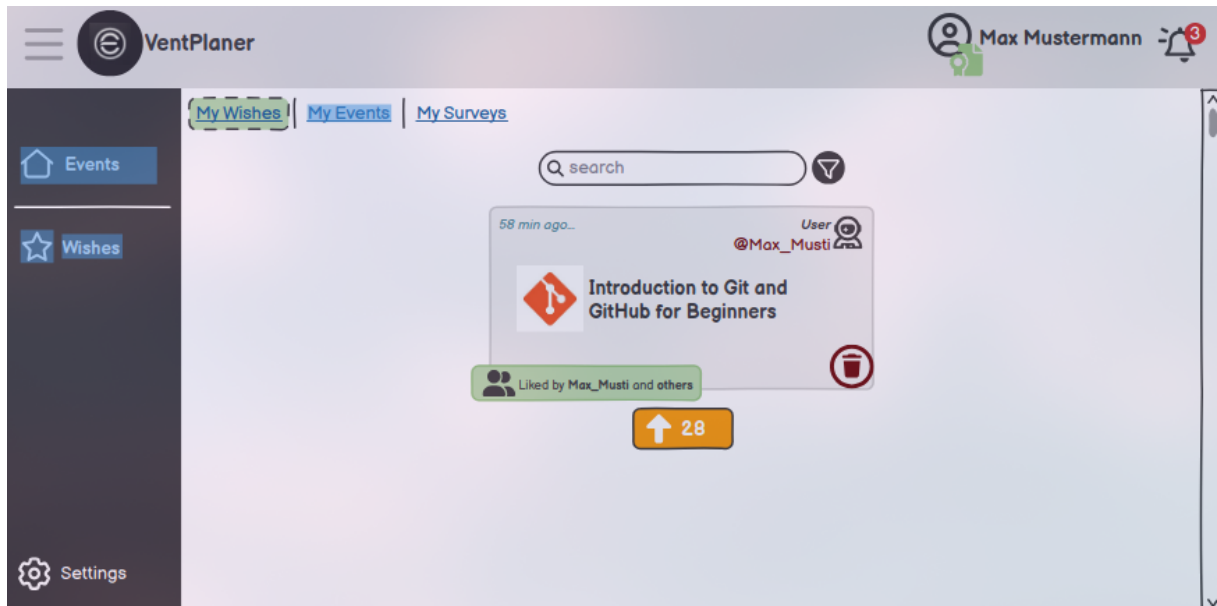 VentPlaner
Max Mustermann
3
My Wishes | My Events | My Surveys
Events
search
58 min ago...
User
@Max_Musti
Wishes
Introduction to Git and
GitHub for Beginners
Liked by Max_Musti and others
28
Settings